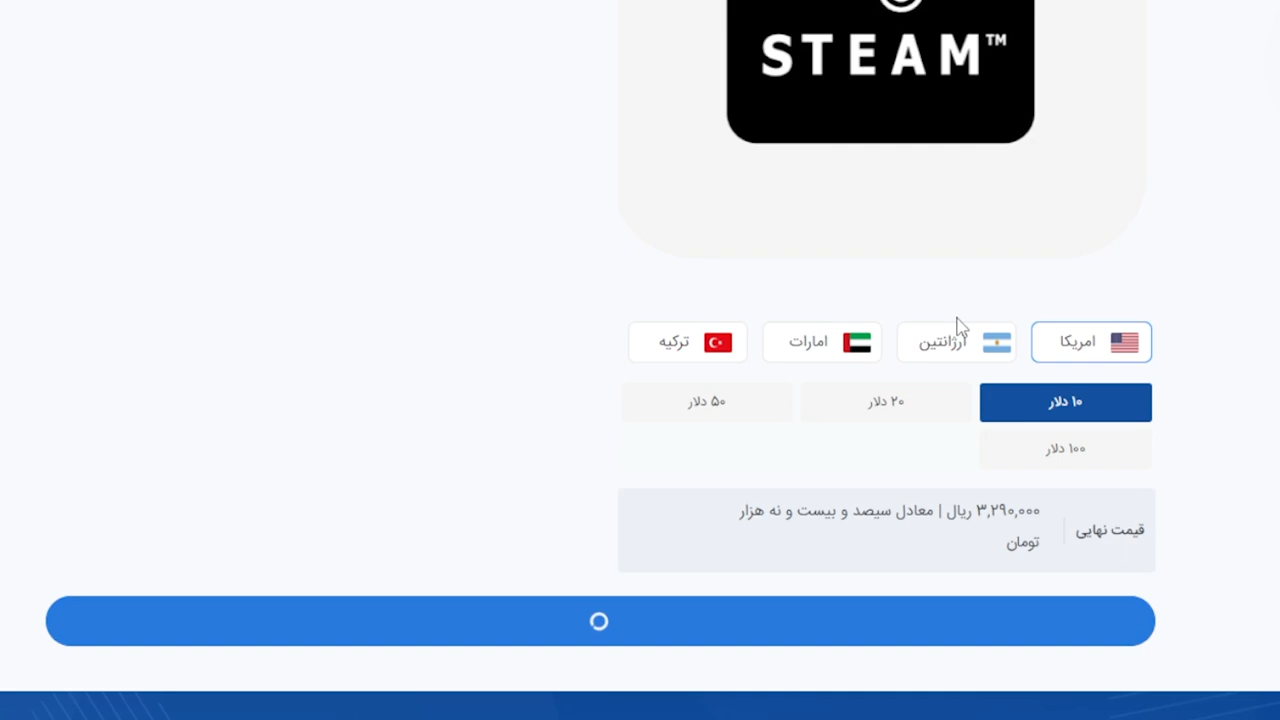 STEAM™
امریکا
آرژانتین
امارات
ترکیه
۱۰ دلار
۲۰ دلار
۵۰ دلار
۱۰۰ دلار
قیمت نهایی
۳,۲۹۰,۰۰۰ ریال | معادل سیصد و بیست و نه هزار
تومان